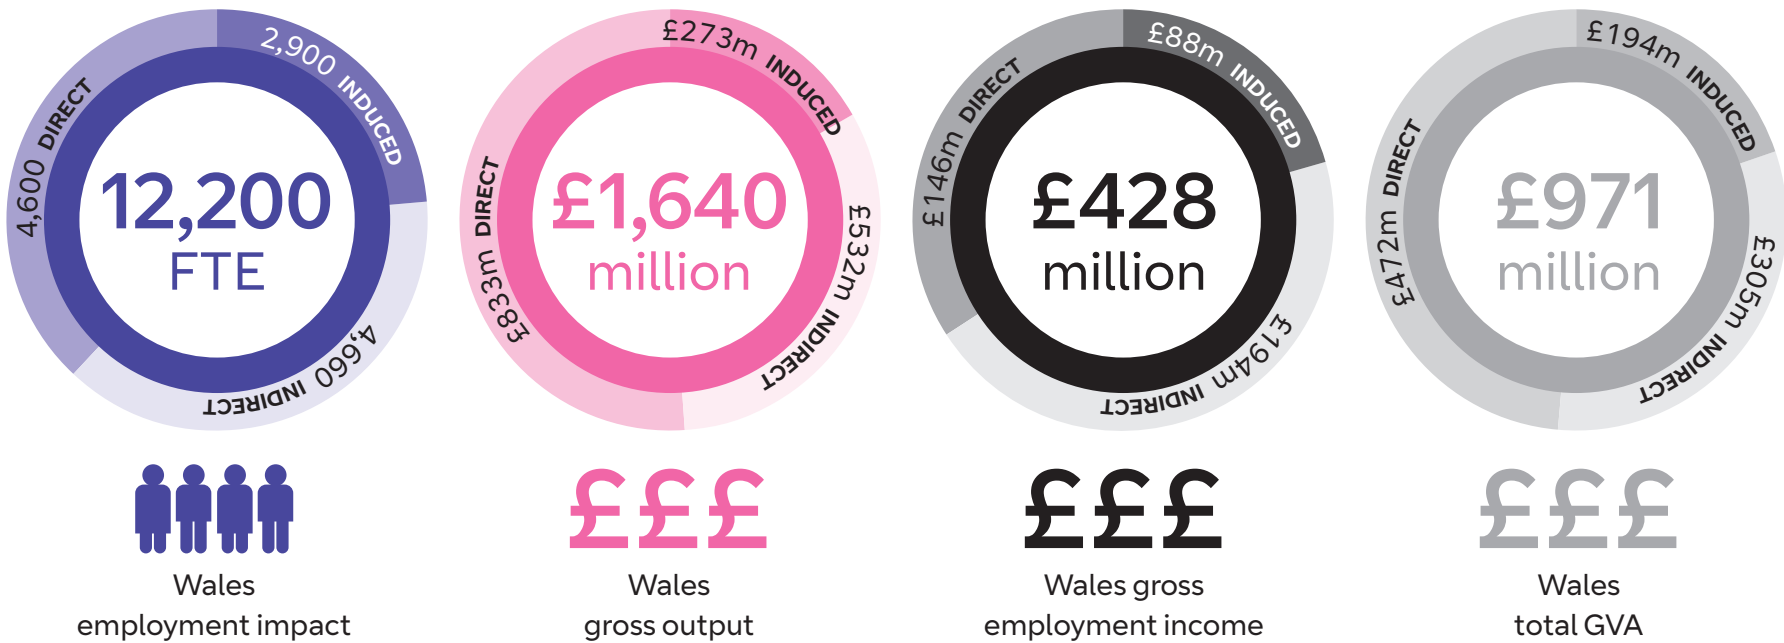 4,600 DIRECT
2,900 INDUCED
4,660 INDIRECT
12,200
FTE
Wales
employment impact
£833m DIRECT
£273m INDUCED
£532m INDIRECT
£1,640
million
£££
Wales
gross output
£146m DIRECT
£88m INDUCED
£194m INDIRECT
£428
million
£££
Wales gross
employment income
£472m DIRECT
£194m INDUCED
£305m INDIRECT
£971
million
£££
Wales
total GVA